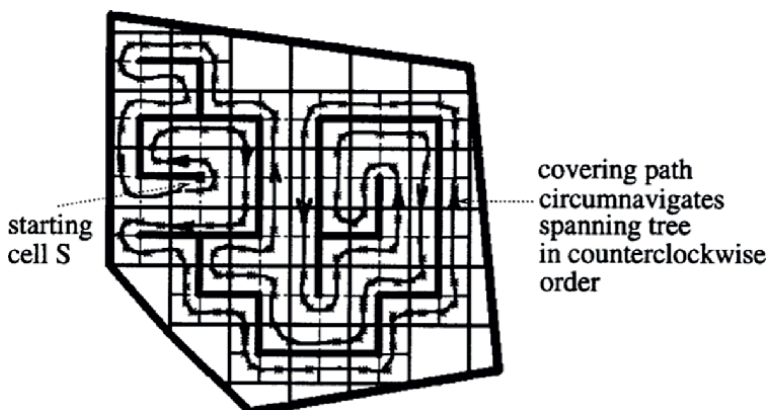 starting
cell S
covering path
circumnavigates
spanning tree
in counterclockwise
order